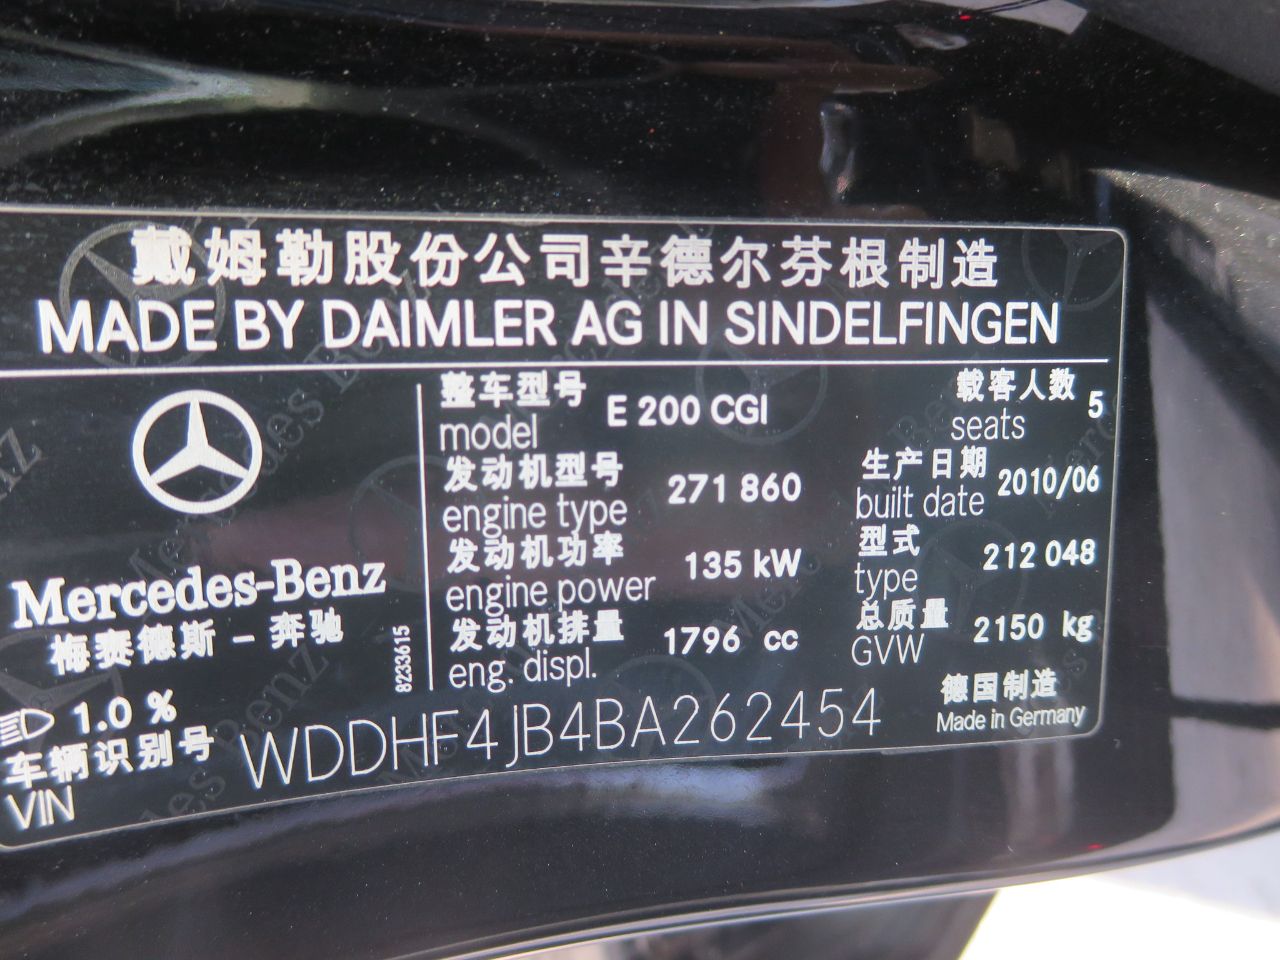 戴姆勒股份公司辛德尔芬根制造
MADE BY DAIMLER AG IN SINDELFINGEN
Mercedes-Benz
梅赛德斯-奔驰
8233615
1.0 %
整车型号
model E 200 CGI
载客人数
seats 5
发动机型号
engine type 271 860
生产日期
built date 2010/06
发动机功率
engine power 135 kW
型式
type 212 048
发动机排量
eng. displ. 1796 cc
总质量
GVW 2150 kg
车辆识别号
VIN WDDHF4JB4BA262454
德国制造
Made in Germany